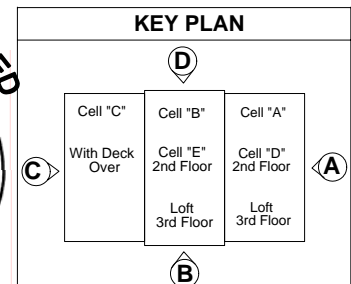 KEY PLAN
D
Cell "C"
With Deck
Over
Cell "B"
Cell "E"
2nd Floor
Loft
3rd Floor
Cell "A"
Cell "D"
2nd Floor
Loft
3rd Floor
C
A
B
ED